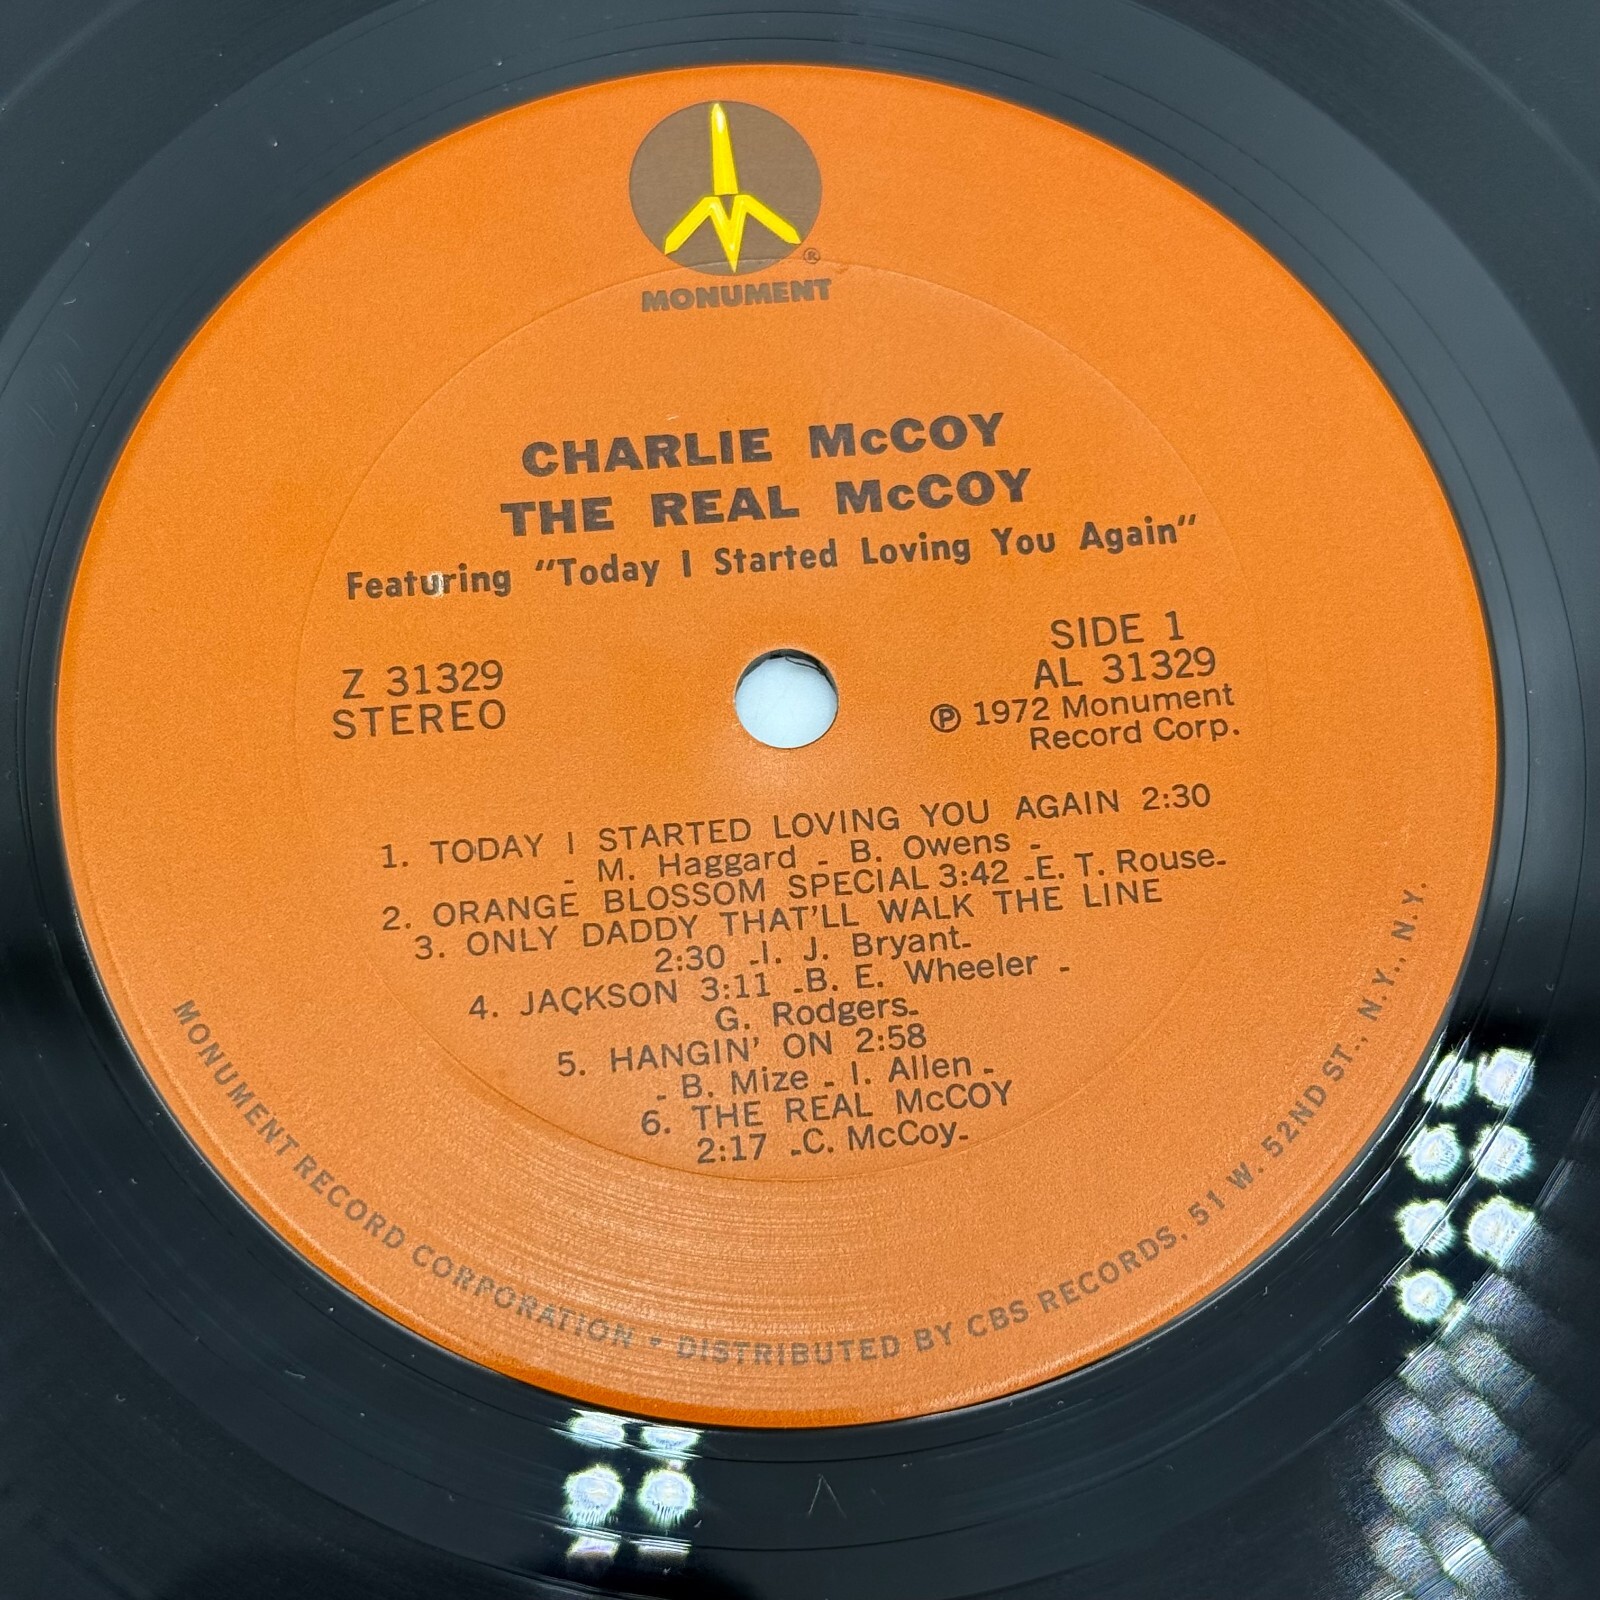 ®
MONUMENT
CHARLIE McCOY
THE REAL McCOY
Featuring "Today I Started Loving You Again"
Z 31329
STEREO
SIDE 1
AL 31329
℗ 1972 Monument
Record Corp.
1. TODAY I STARTED LOVING YOU AGAIN 2:30
- M. Haggard - B. Owens -
2. ORANGE BLOSSOM SPECIAL 3:42 -E. T. Rouse-
3. ONLY DADDY THAT'LL WALK THE LINE
2:30 -I. J. Bryant-
4. JACKSON 3:11 -B. E. Wheeler -
G. Rodgers-
5. HANGIN' ON 2:58
- B. Mize - I. Allen -
6. THE REAL McCOY
2:17 -C. McCoy-
MONUMENT RECORD CORPORATION • DISTRIBUTED BY CBS RECORDS, 51 W. 52ND ST., N.Y., N.Y.